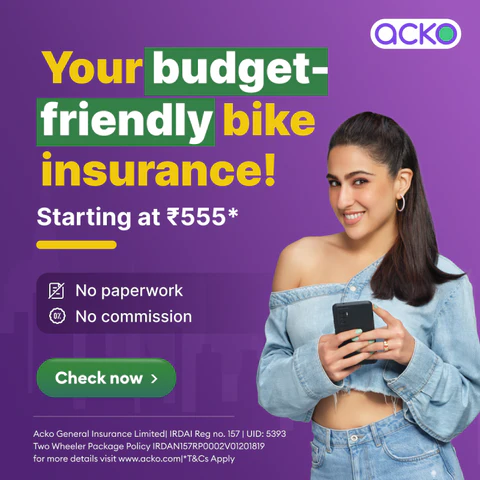 acko
Your budget-
friendly bike
insurance!
Starting at ₹555*
No paperwork
0%
No commission
Check now >
Acko General Insurance Limited| IRDAI Reg no. 157 | UID: 5393
Two Wheeler Package Policy IRDAN157RP0002V01201819
for more details visit www.acko.com|*T&Cs Apply